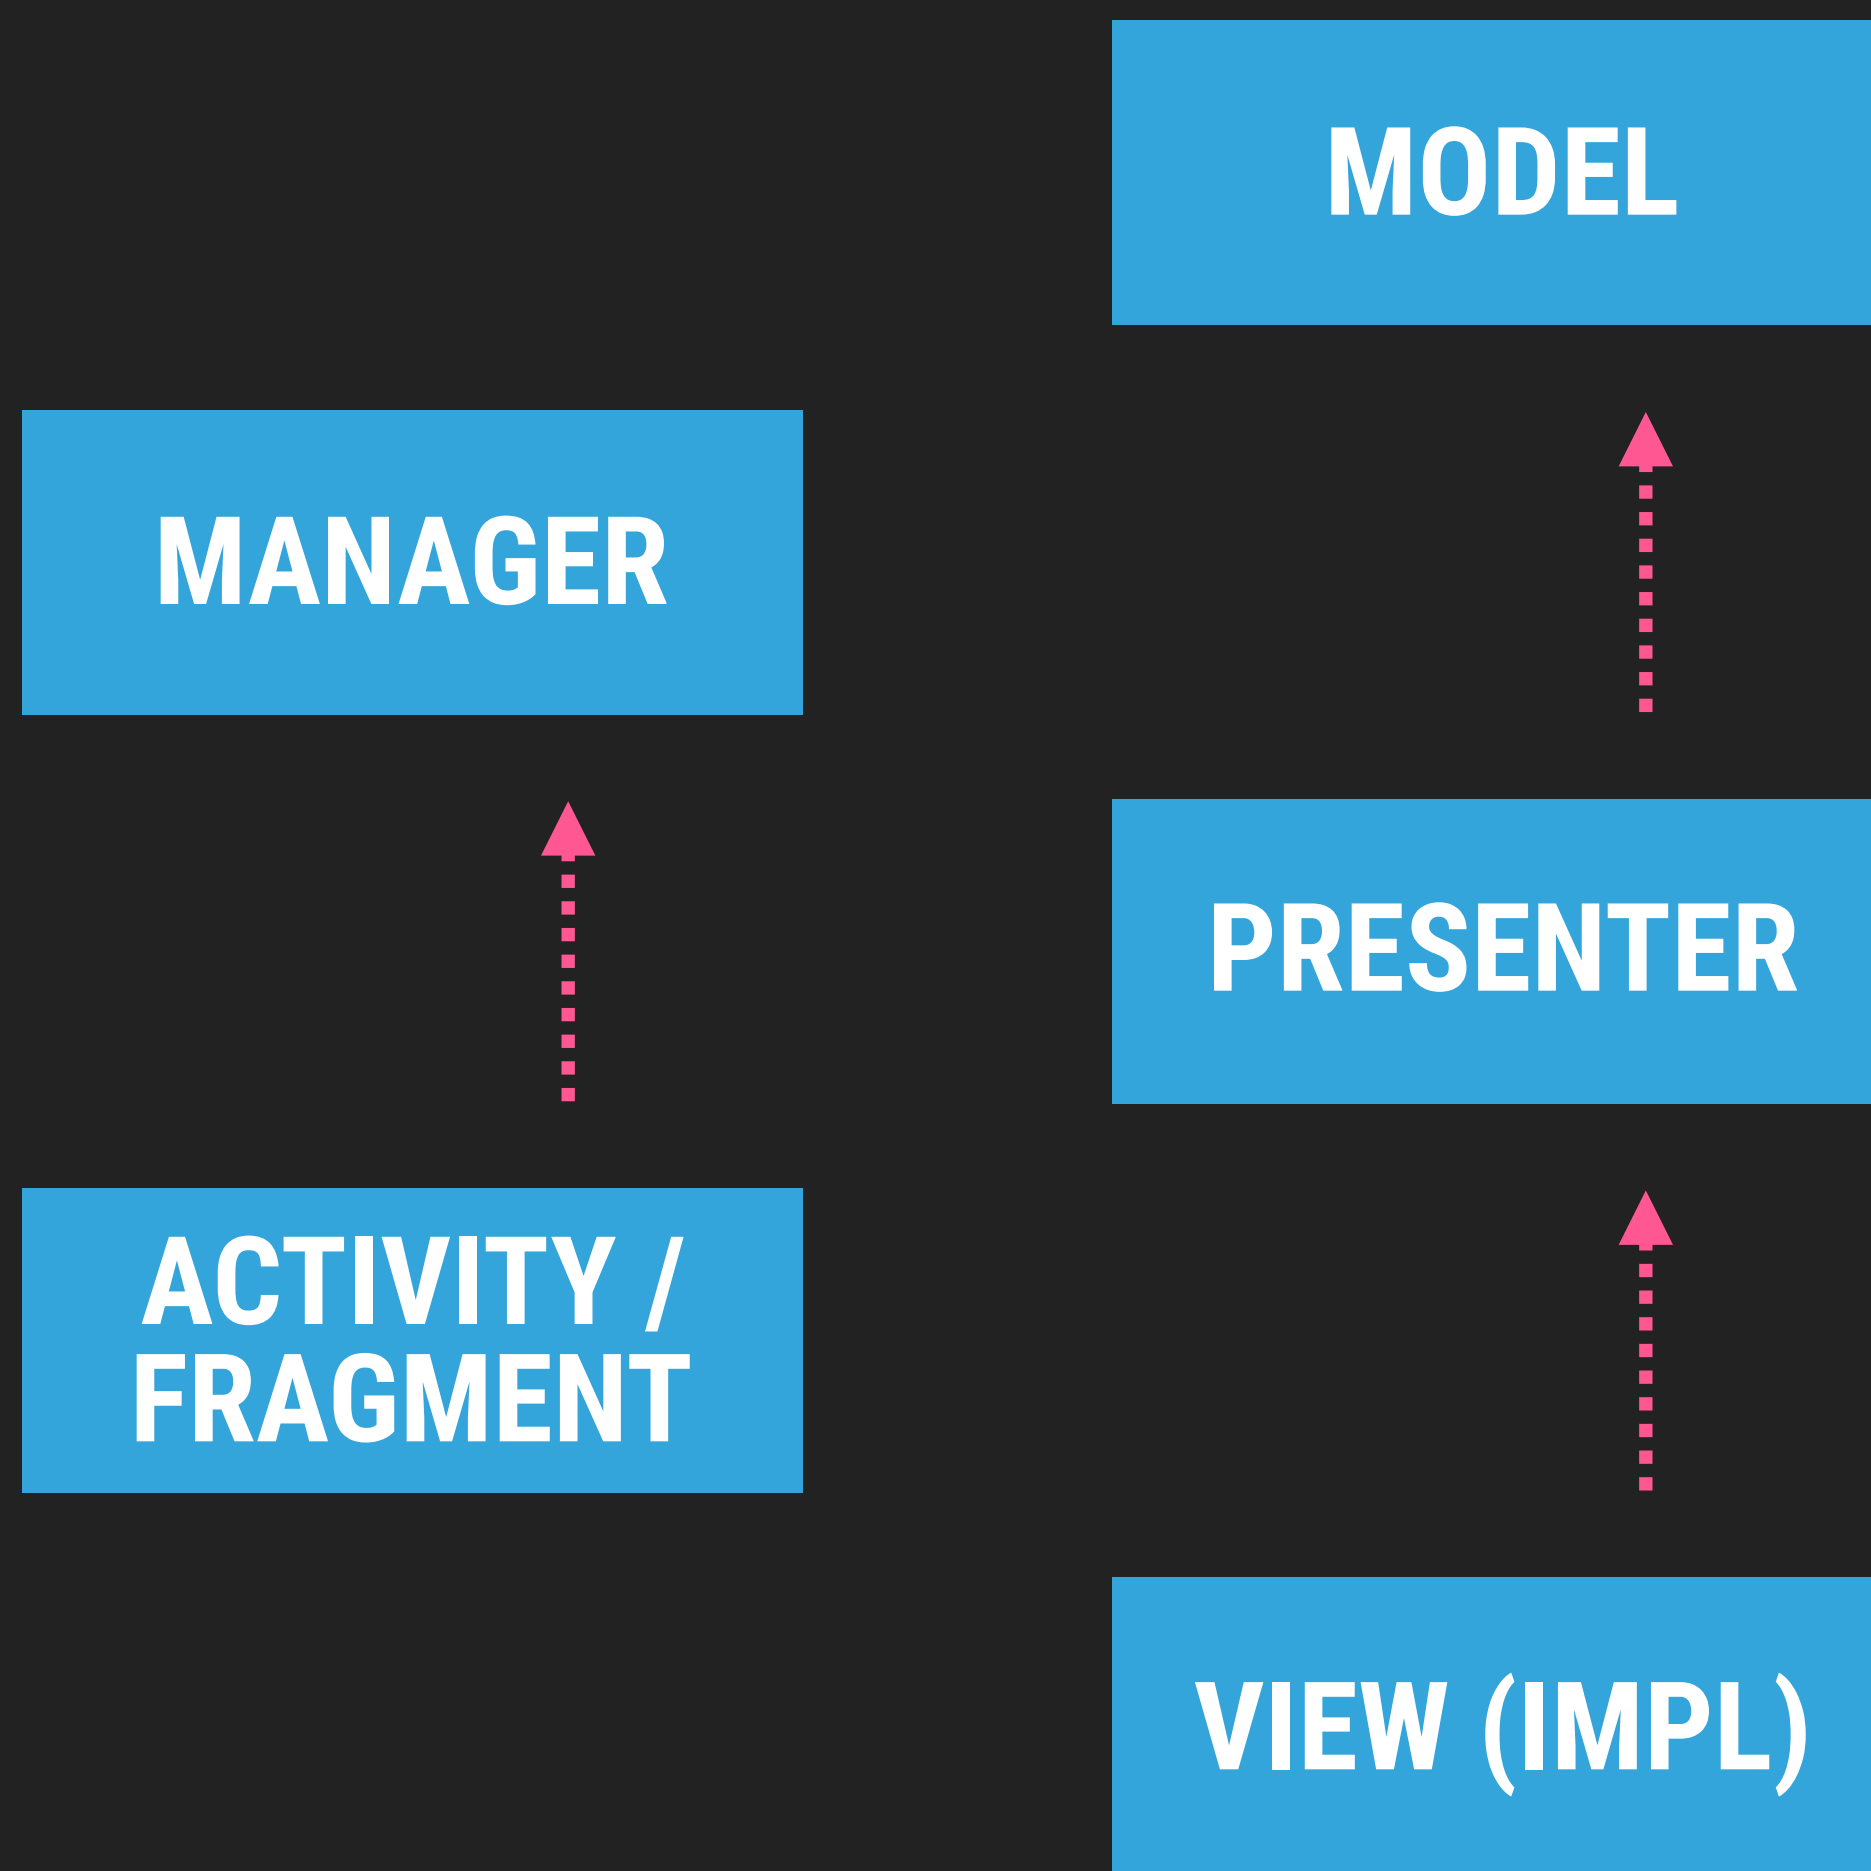 MODEL
MANAGER
PRESENTER
ACTIVITY /
FRAGMENT
VIEW (IMPL)